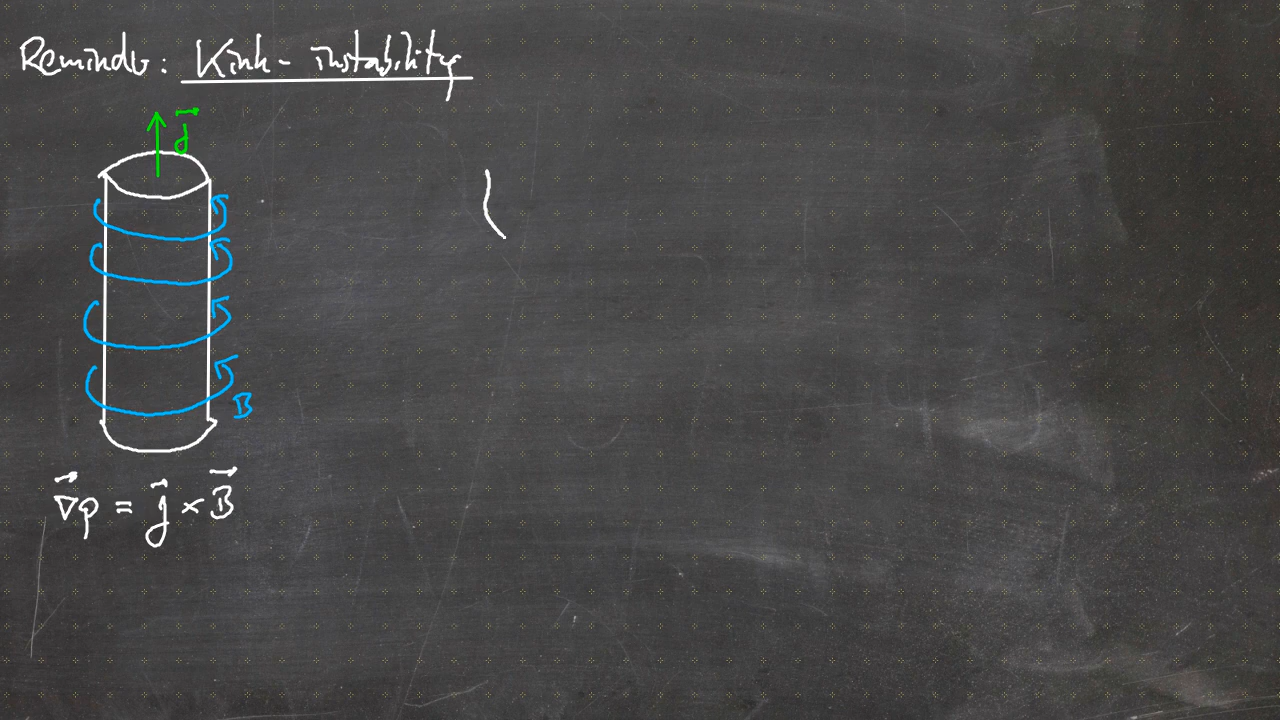 Reminder: Kink-instability
j⃗
B
∇⃗p = j⃗ × B⃗